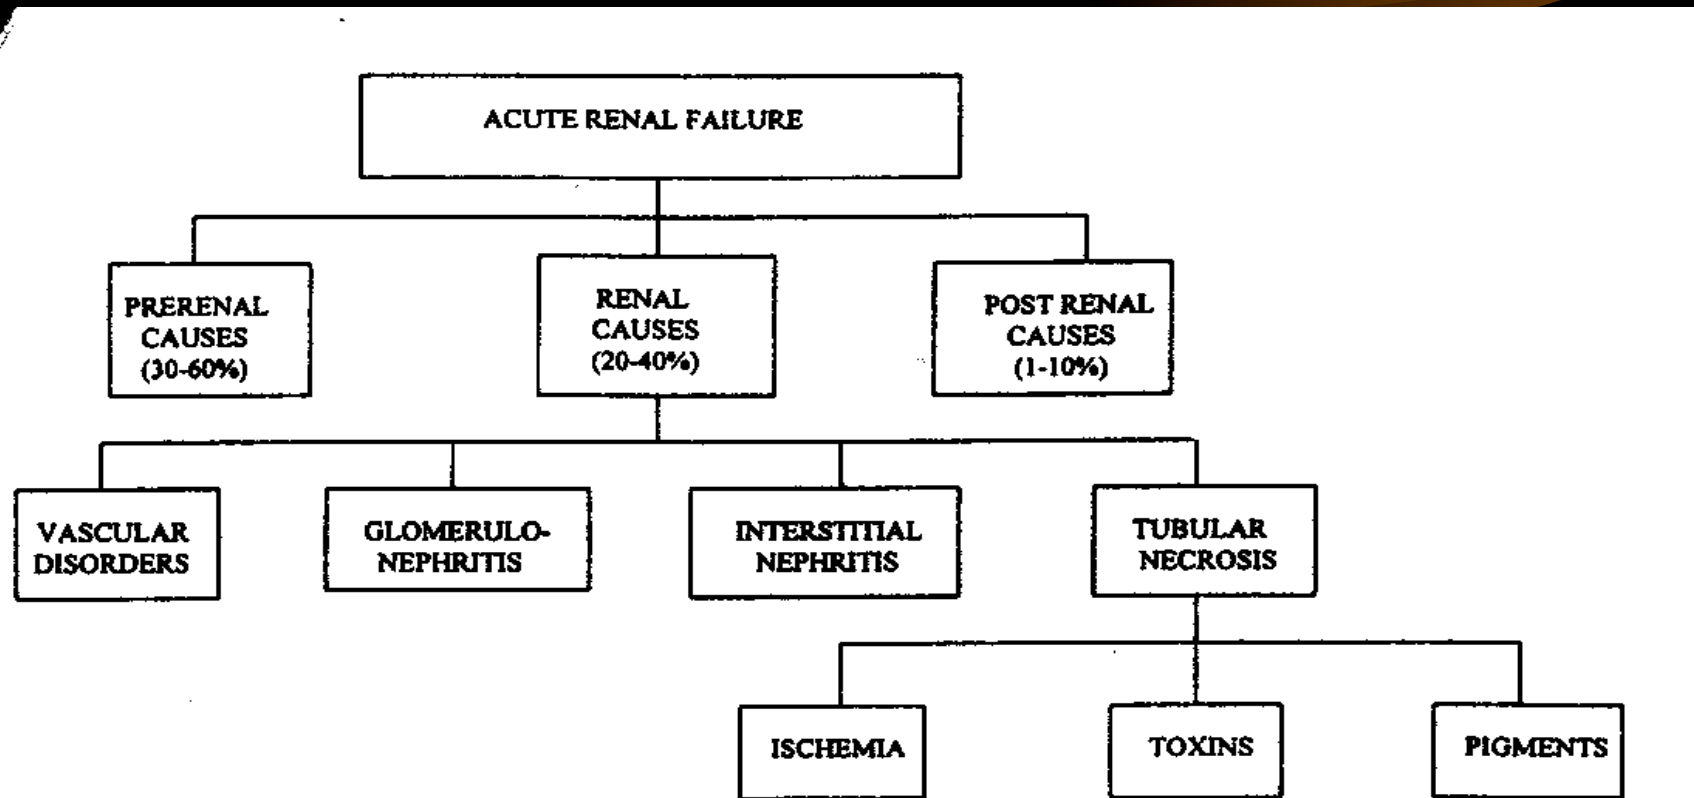 ACUTE RENAL FAILURE
PRERENAL
CAUSES
(30-60%)
RENAL
CAUSES
(20-40%)
POST RENAL
CAUSES
(1-10%)
VASCULAR
DISORDERS
GLOMERULO-
NEPHRITIS
INTERSTITIAL
NEPHRITIS
TUBULAR
NECROSIS
ISCHEMIA
TOXINS
PIGMENTS